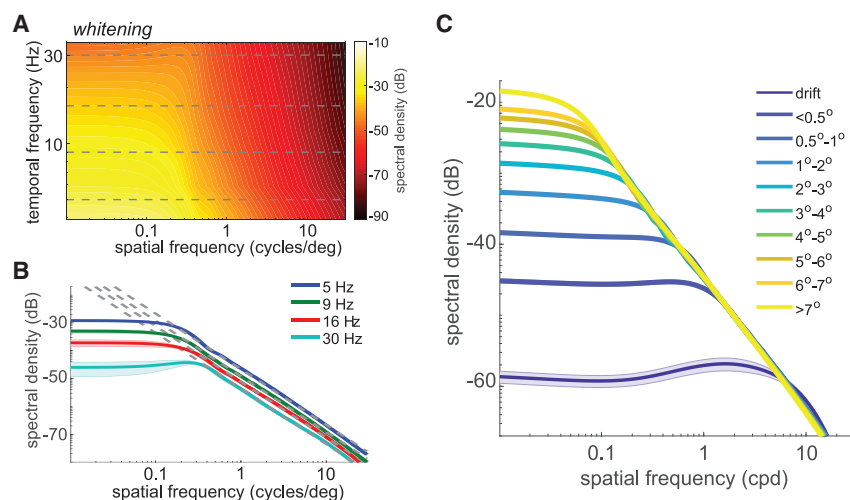 A
whitening
temporal frequency (Hz)
30
10
0.1
1
10
spatial frequency (cycles/deg)
-10
-30
-50
-70
-90
spectral density (dB)
B
spectral density (dB)
-30
-50
-70
0.1
1
10
spatial frequency (cycles/deg)
5 Hz
9 Hz
16 Hz
30 Hz
C
spectral density (dB)
-20
-40
-60
0.1
1
10
spatial frequency (cpd)
drift
<0.5°
0.5°-1°
1°-2°
2°-3°
3°-4°
4°-5°
5°-6°
6°-7°
>7°